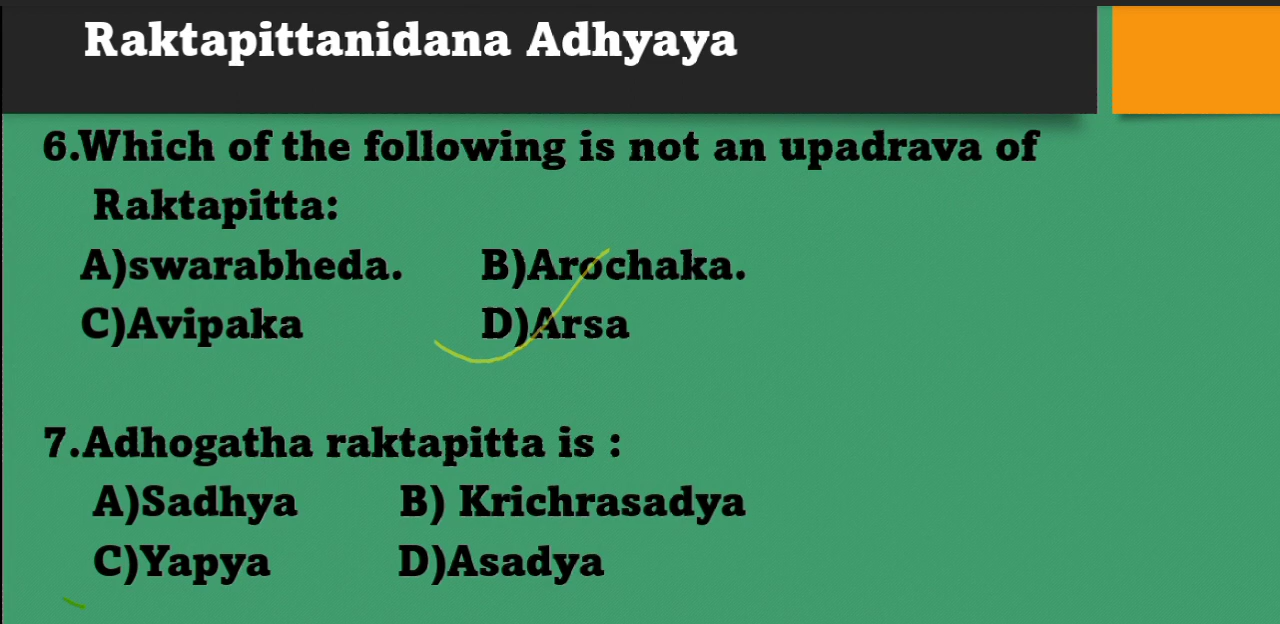 Raktapittanidana Adhyaya
6.Which of the following is not an upadrava of
Raktapitta:
A)swarabheda. B)Arochaka.
C)Avipaka D)Arsa
7.Adhogatha raktapitta is :
A)Sadhya B) Krichrasadya
C)Yapya D)Asadya